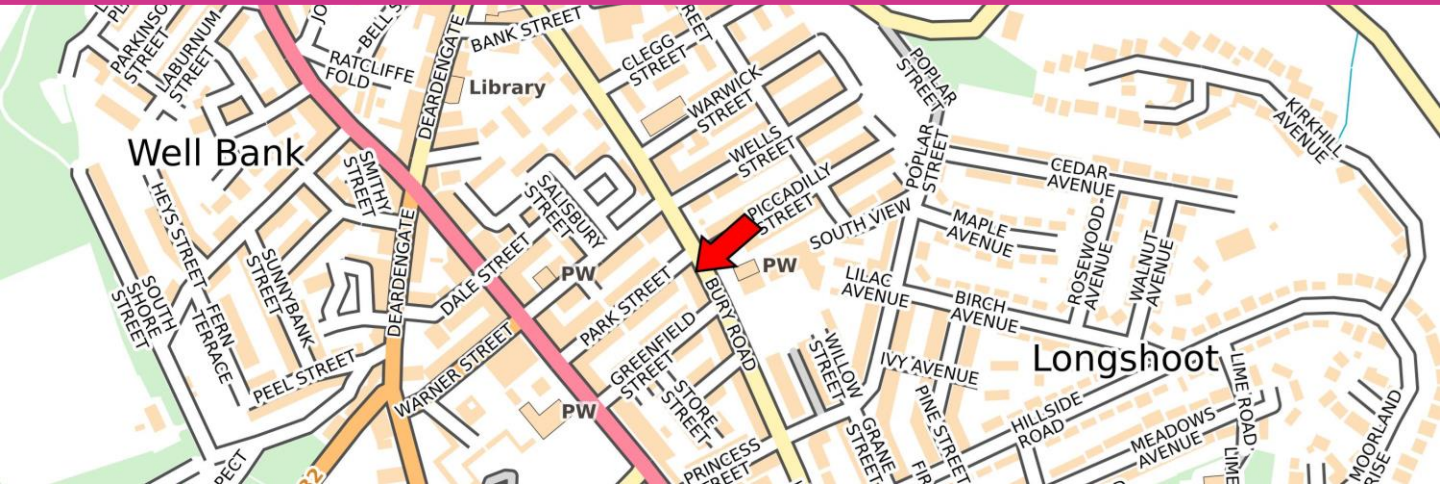 PARKINSON
STREET
LABURNUM
STREET
RATCLIFFE
FOLD
BELL'S
DEARDENGATE
BANK STREET
Library
CLEGG
STREET
WARWICK
STREET
WELLS
STREET
POPLAR
STREET
KIRKHILL
AVENUE
Well Bank
SMITHY
STREET
HEYS STREET
SALISBURY
STREET
PICCADILLY
STREET
SOUTH VIEW
POPLAR
STREET
CEDAR
AVENUE
MAPLE
AVENUE
ROSEWOOD
AVENUE
WALNUT
AVENUE
SOUTH
SHORE
STREET
SUNNYBANK
STREET
FERN
TERRACE
DEARDENGATE
DALE STREET
PW
PARK STREET
PW
BURY ROAD
LILAC
AVENUE
BIRCH
AVENUE
PEEL STREET
WARNER STREET
GREENFIELD
STREET
STORE
STREET
WILLOW
STREET
IVY AVENUE
Longshoot
LIME ROAD
PW
PRINCESS
STREET
GRANE
STREET
PINE STREET
HILLSIDE
ROAD
MEADOWS
AVENUE
LIME
MOORLAND
RISE